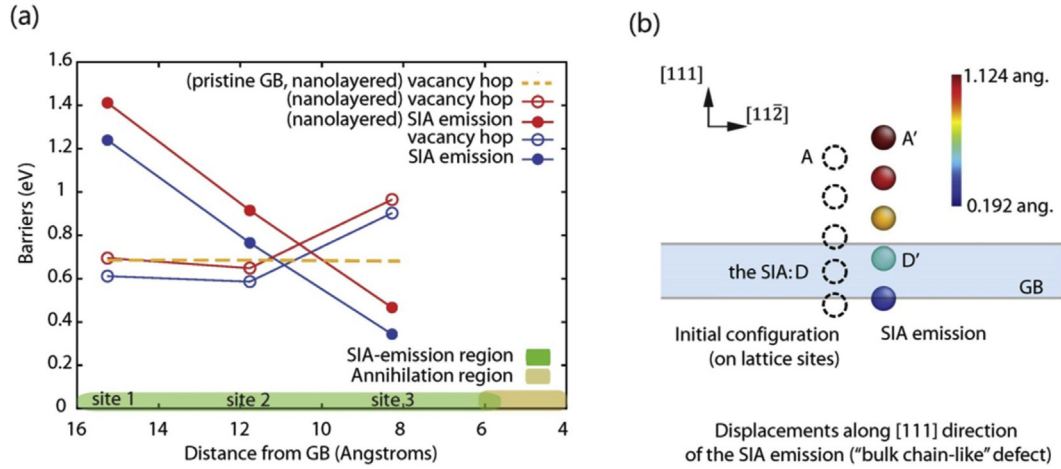 (a)
1.6
1.4
1.2
1
0.8
0.6
0.4
0.2
0
Barriers (eV)
(pristine GB, nanolayered) vacancy hop
(nanolayered) vacancy hop
(nanolayered) SIA emission
vacancy hop
SIA emission
SIA-emission region
Annihilation region
site 1 site 2 site 3
16 14 12 10 8 6 4
Distance from GB (Angstroms)
(b)
[111]
[112̄]
1.124 ang.
0.192 ang.
A A'
the SIA: D D'
GB
Initial configuration
(on lattice sites)
SIA emission
Displacements along [111] direction
of the SIA emission ("bulk chain-like" defect)